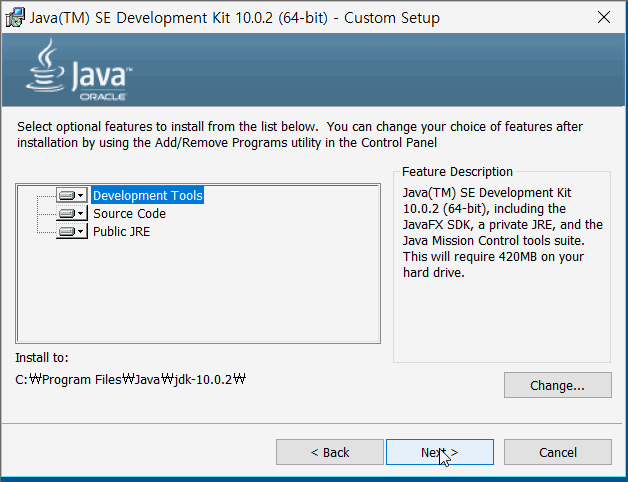 Java(TM) SE Development Kit 10.0.2 (64-bit) - Custom Setup
Java™
ORACLE
Select optional features to install from the list below.  You can change your choice of features after
installation by using the Add/Remove Programs utility in the Control Panel
Development Tools
Source Code
Public JRE
Feature Description
Java(TM) SE Development Kit
10.0.2 (64-bit), including the
JavaFX SDK, a private JRE, and the
Java Mission Control tools suite.
This will require 420MB on your
hard drive.
Install to:
C:₩Program Files₩Java₩jdk-10.0.2₩
Change...
< Back
Next >
Cancel